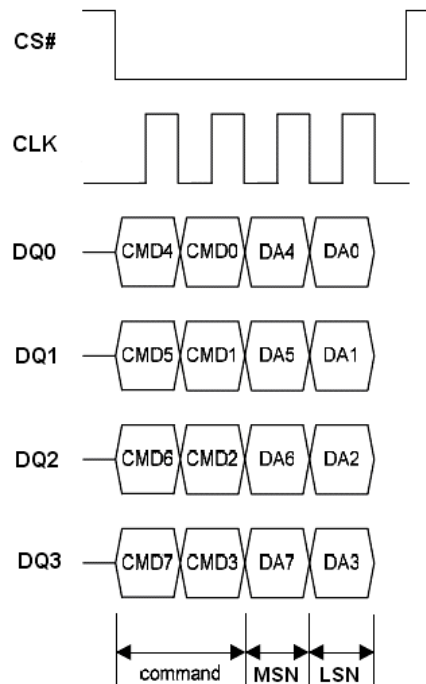 CS#
CLK
DQ0 CMD4 CMD0 DA4 DA0
DQ1 CMD5 CMD1 DA5 DA1
DQ2 CMD6 CMD2 DA6 DA2
DQ3 CMD7 CMD3 DA7 DA3
command MSN LSN